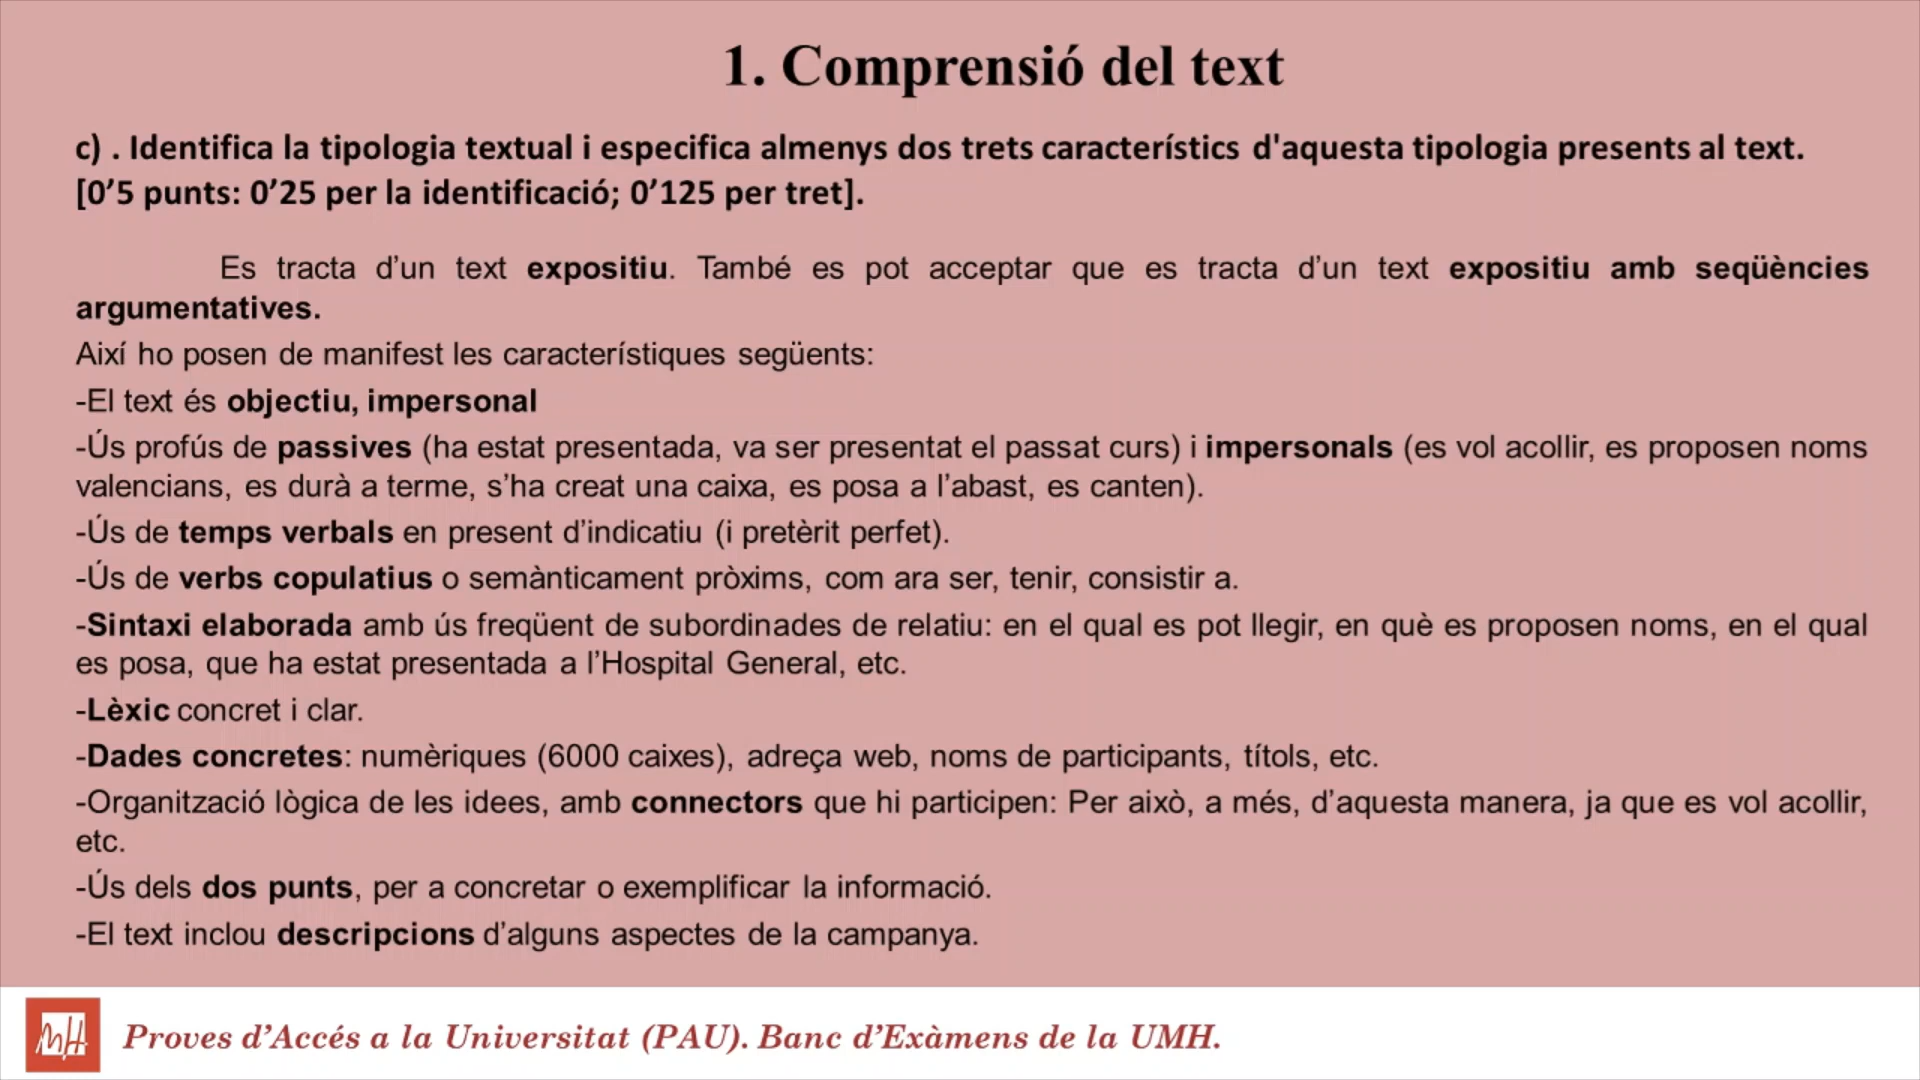 1. Comprensió del text
c) . Identifica la tipologia textual i especifica almenys dos trets característics d'aquesta tipologia presents al text.
[0’5 punts: 0’25 per la identificació; 0’125 per tret].
Es tracta d’un text expositiu. També es pot acceptar que es tracta d’un text expositiu amb seqüències
argumentatives.
Així ho posen de manifest les característiques següents:
-El text és objectiu, impersonal
-Ús profús de passives (ha estat presentada, va ser presentat el passat curs) i impersonals (es vol acollir, es proposen noms
valencians, es durà a terme, s’ha creat una caixa, es posa a l’abast, es canten).
-Ús de temps verbals en present d’indicatiu (i pretèrit perfet).
-Ús de verbs copulatius o semànticament pròxims, com ara ser, tenir, consistir a.
-Sintaxi elaborada amb ús freqüent de subordinades de relatiu: en el qual es pot llegir, en què es proposen noms, en el qual
es posa, que ha estat presentada a l’Hospital General, etc.
-Lèxic concret i clar.
-Dades concretes: numèriques (6000 caixes), adreça web, noms de participants, títols, etc.
-Organització lògica de les idees, amb connectors que hi participen: Per això, a més, d’aquesta manera, ja que es vol acollir,
etc.
-Ús dels dos punts, per a concretar o exemplificar la informació.
-El text inclou descripcions d’alguns aspectes de la campanya.
Proves d’Accés a la Universitat (PAU). Banc d’Exàmens de la UMH.